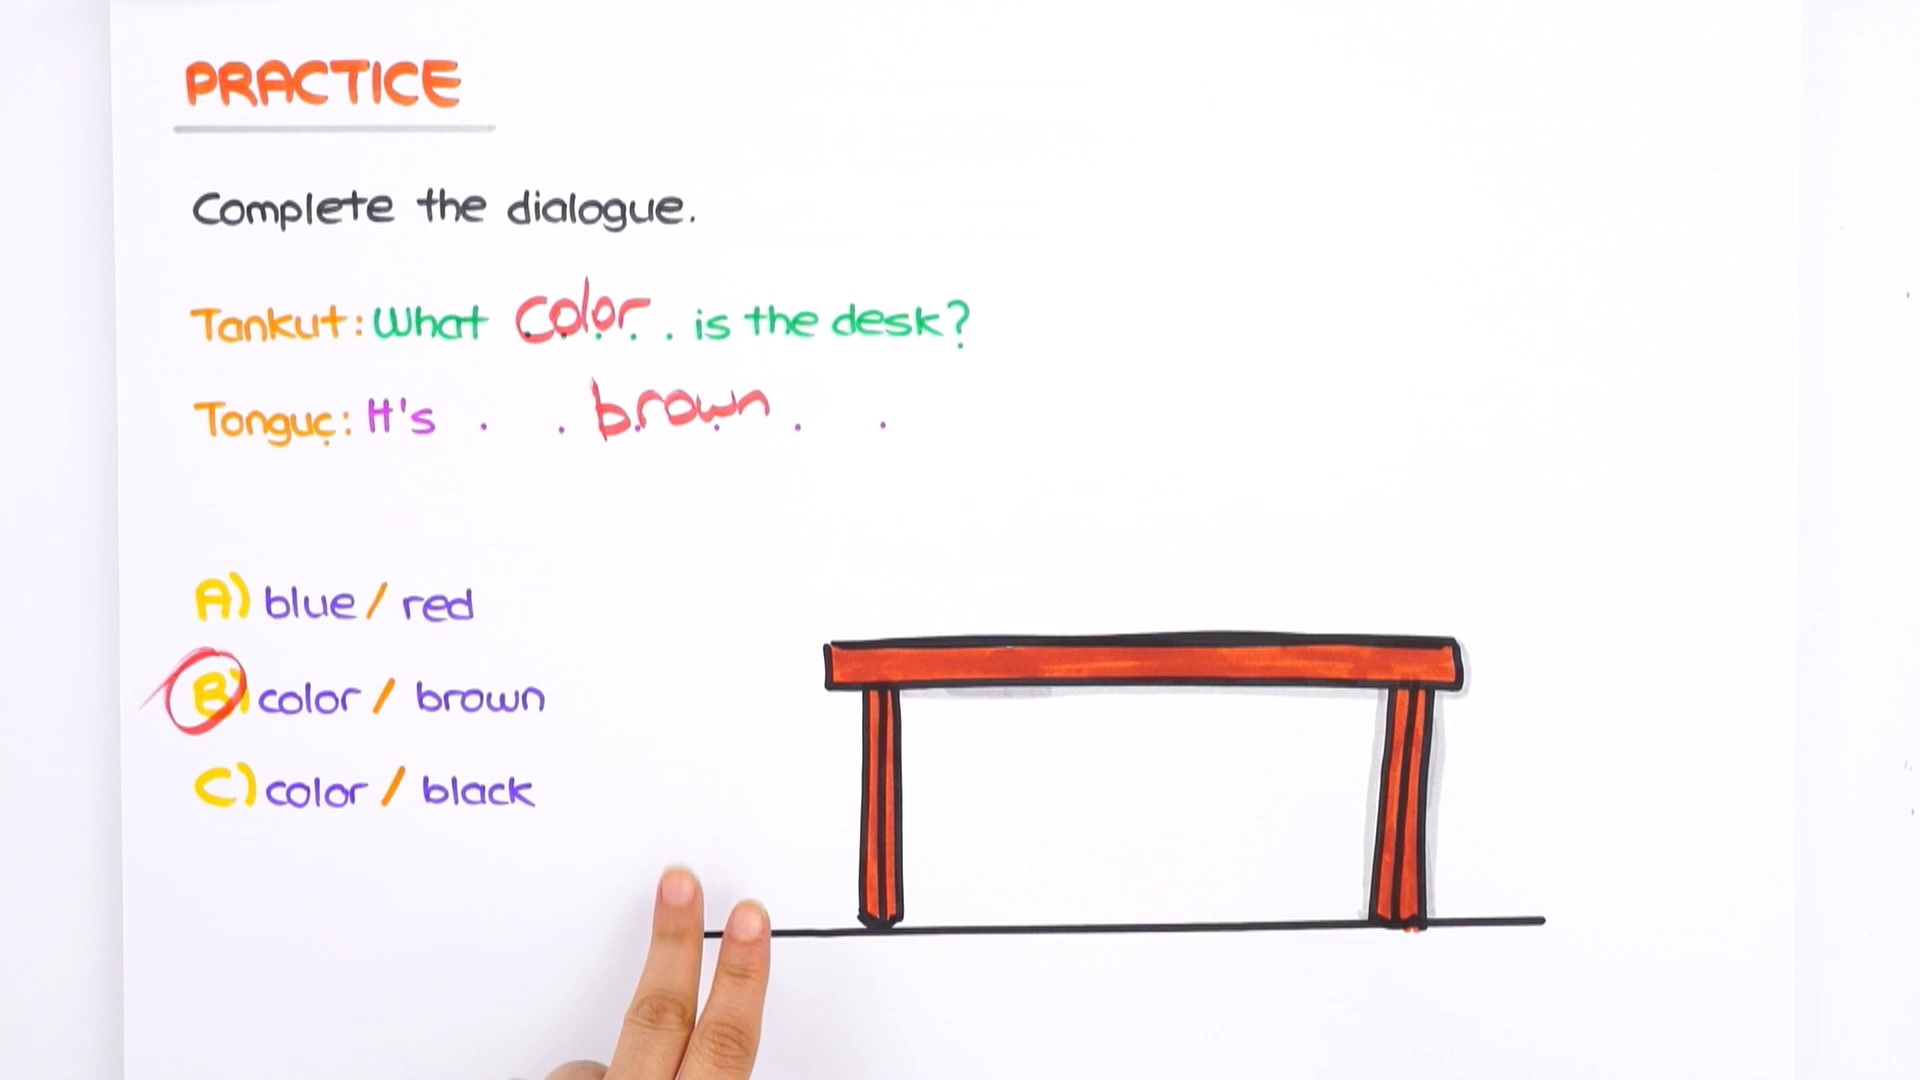 PRACTICE
Complete the dialogue.
Tankut: What color. is the desk?
Tonguç: It's . . brown . .
A) blue / red
B) color / brown
C) color / black